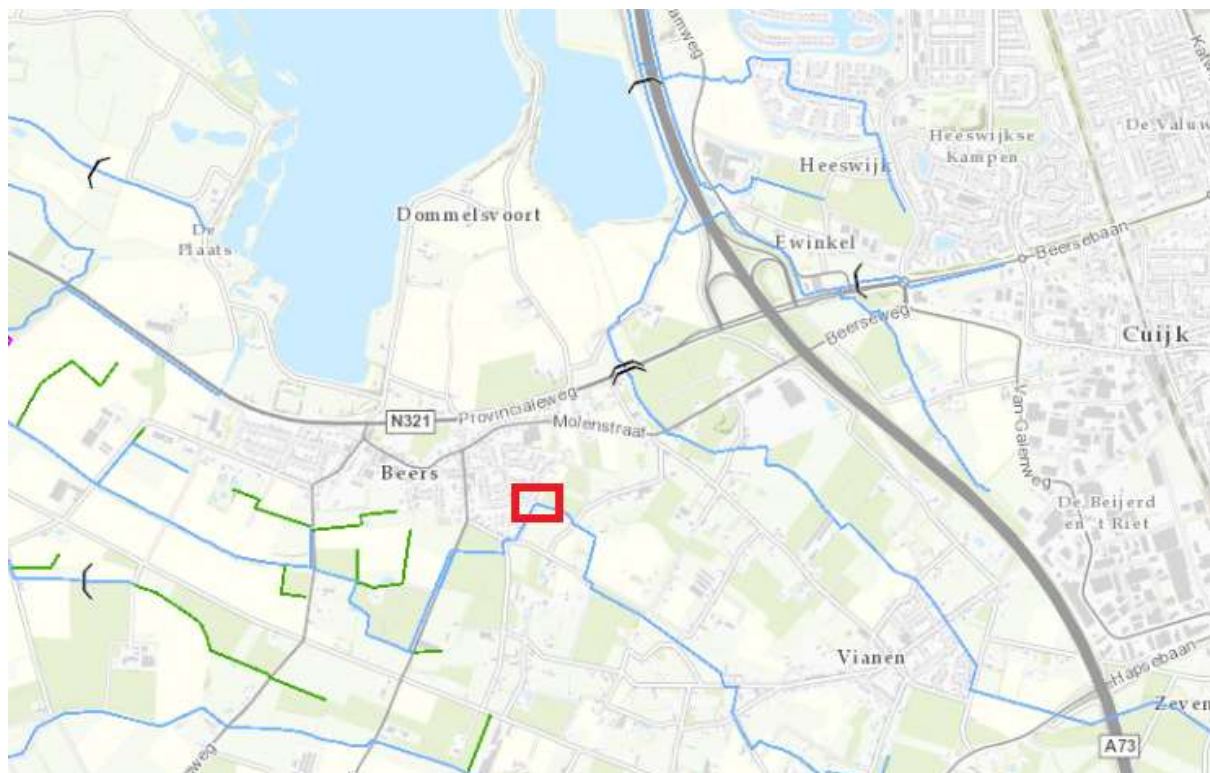 Heeswijkse
Kampen
De Valuw
Heeswijk
Dommelsvoort
De
Plaats
Ewinkel
Beersebaan
Beerseweg
Cuijk
N321
Provincialeweg
Molenstraat
Van Galenweg
Beers
De Beijerd
en 't Riet
Vianen
Hapsebaan
Zeven
A73